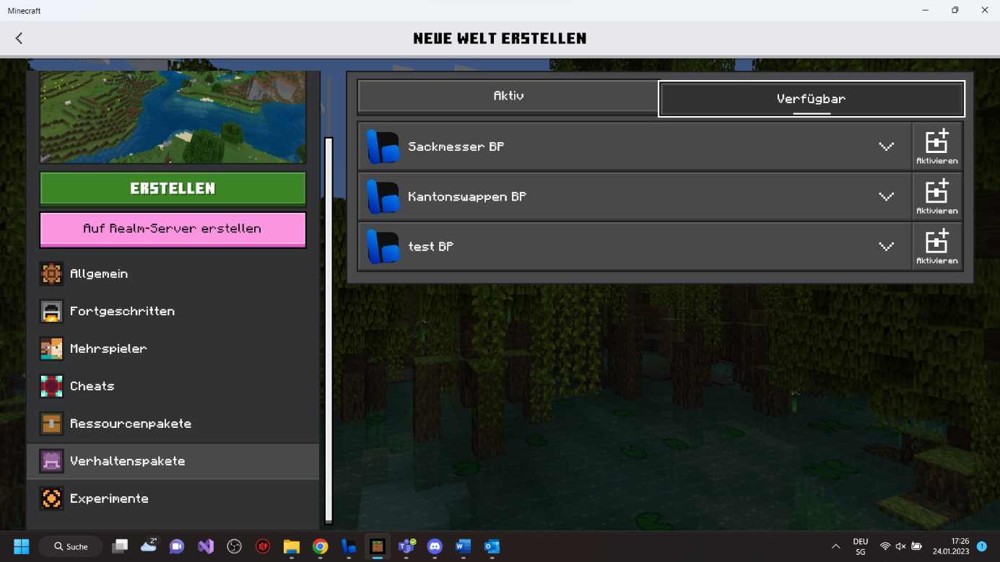 Minecraft
NEUE WELT ERSTELLEN
ERSTELLEN
Auf Realm-Server erstellen
Allgemein
Fortgeschritten
Mehrspieler
Cheats
Ressourcenpakete
Verhaltenspakete
Experimente
Aktiv
Verfügbar
Sackmesser BP
Aktivieren
Kantonswappen BP
Aktivieren
test BP
Aktivieren
Suche
2°
DEU
SG
17:26
24.01.2023
1